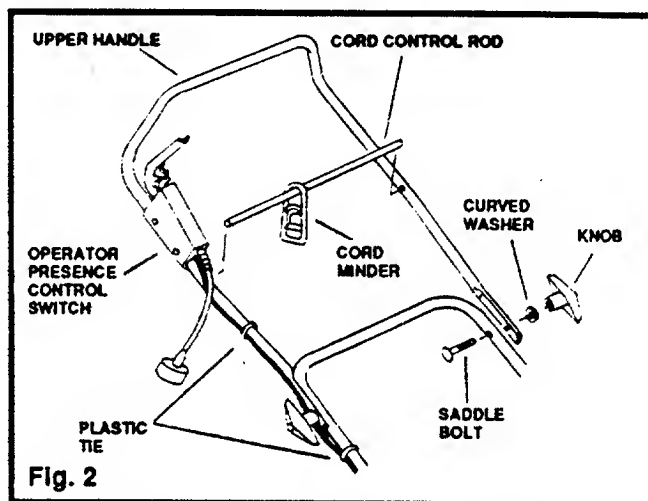 UPPER HANDLE
CORD CONTROL ROD
CURVED
WASHER
KNOB
OPERATOR
PRESENCE
CONTROL
SWITCH
CORD
MINDER
PLASTIC
TIE
SADDLE
BOLT
Fig. 2